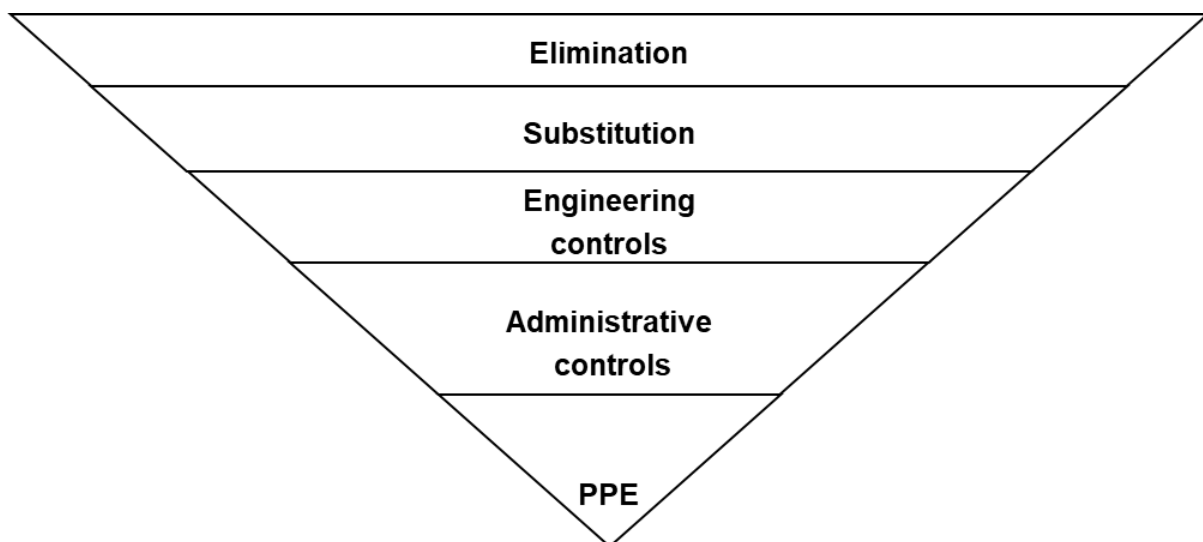 Elimination
Substitution
Engineering
controls
Administrative
controls
PPE